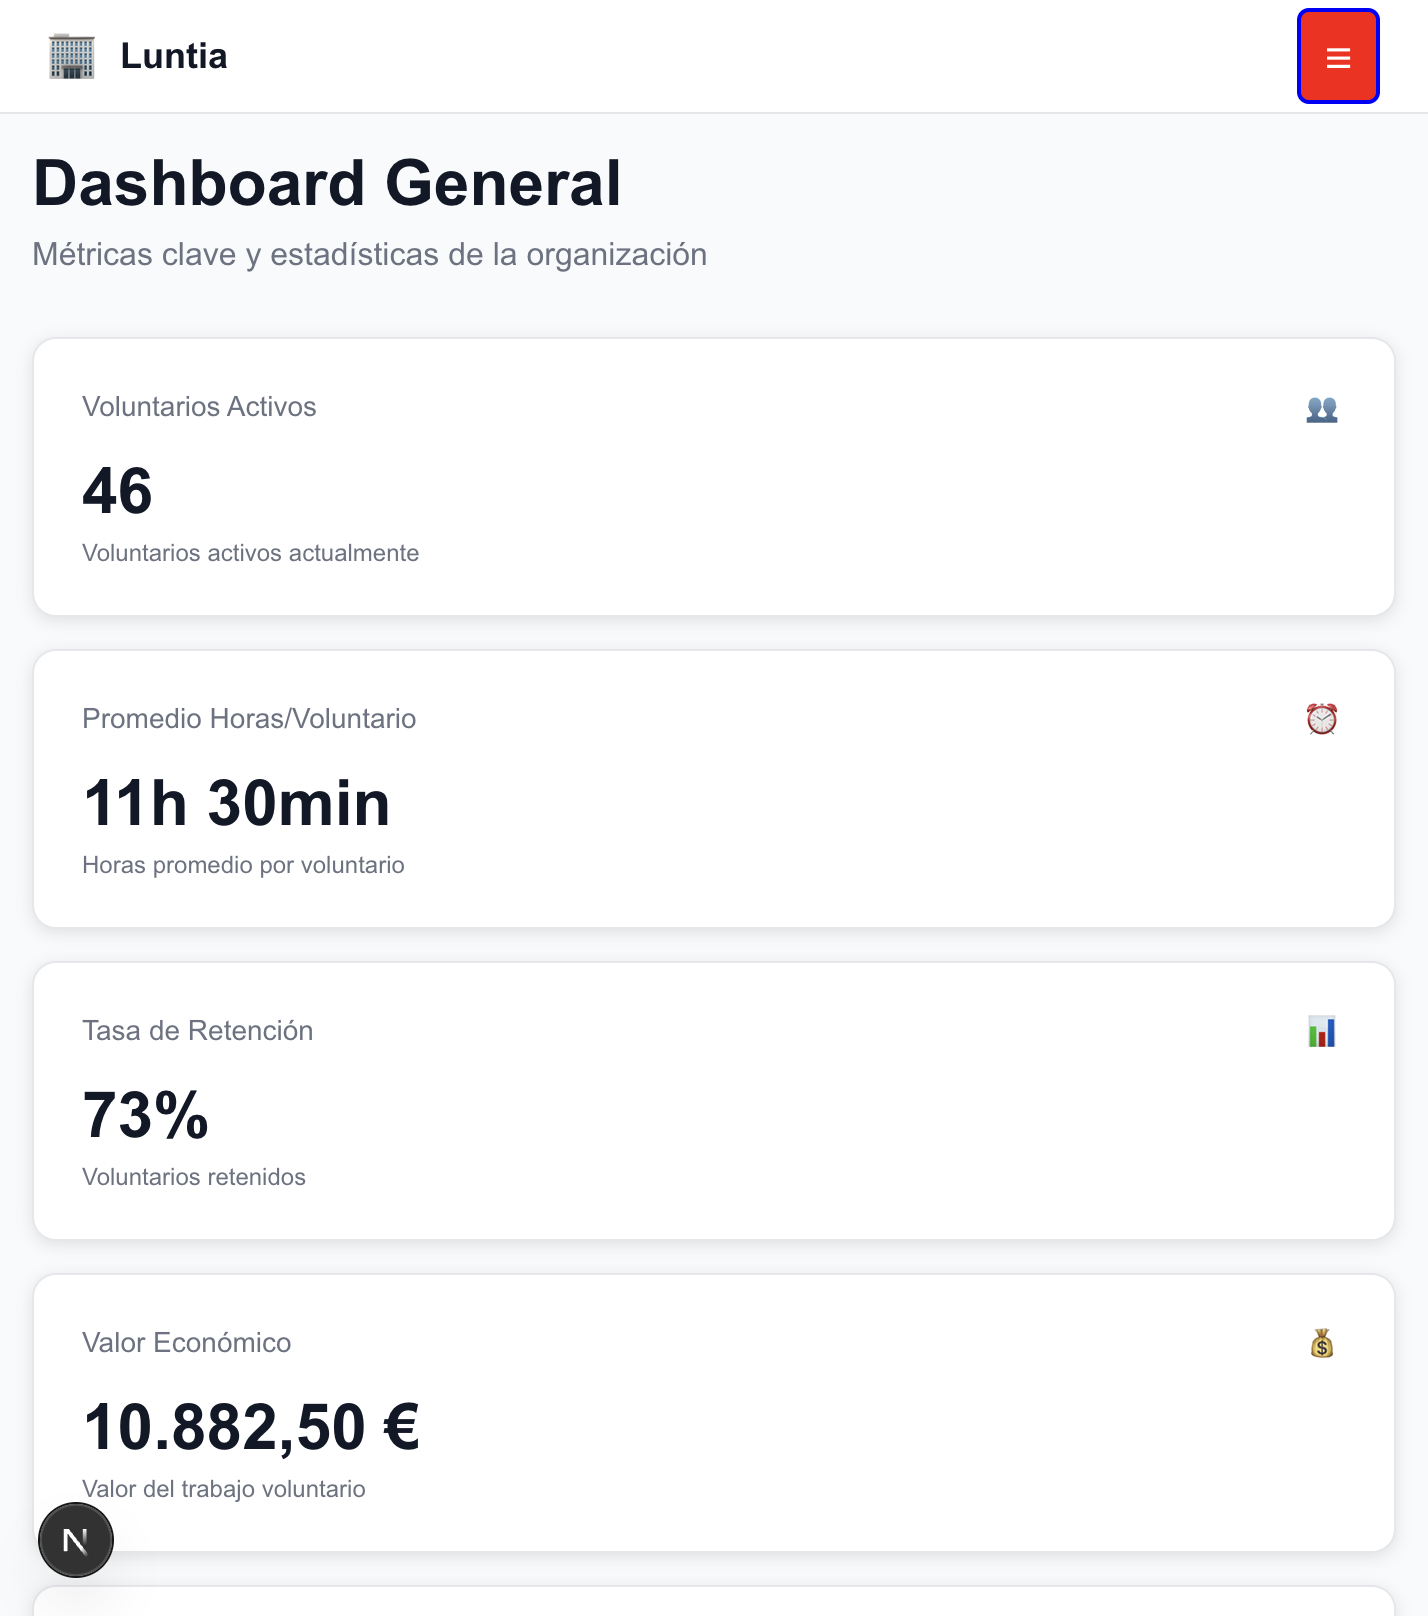 Luntia
Dashboard General
Métricas clave y estadísticas de la organización
Voluntarios Activos
46
Voluntarios activos actualmente
Promedio Horas/Voluntario
11h 30min
Horas promedio por voluntario
Tasa de Retención
73%
Voluntarios retenidos
Valor Económico
10.882,50 €
Valor del trabajo voluntario
N